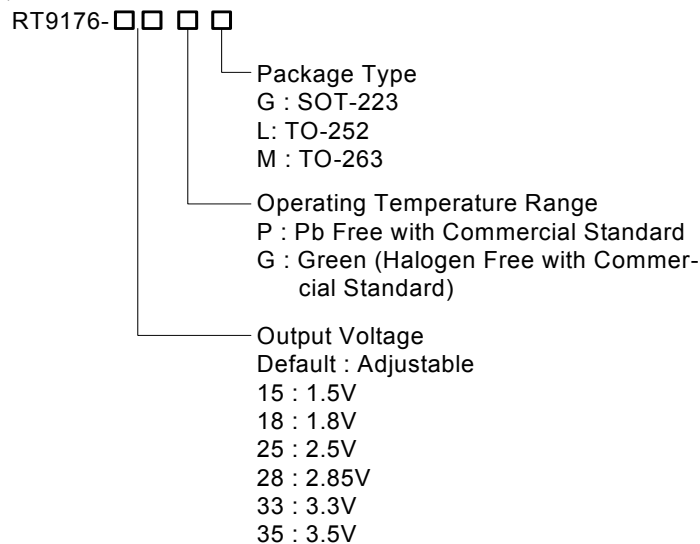 RT9176-
Package Type
G : SOT-223
L: TO-252
M : TO-263
Operating Temperature Range
P : Pb Free with Commercial Standard
G : Green (Halogen Free with Commer-
cial Standard)
Output Voltage
Default : Adjustable
15 : 1.5V
18 : 1.8V
25 : 2.5V
28 : 2.85V
33 : 3.3V
35 : 3.5V